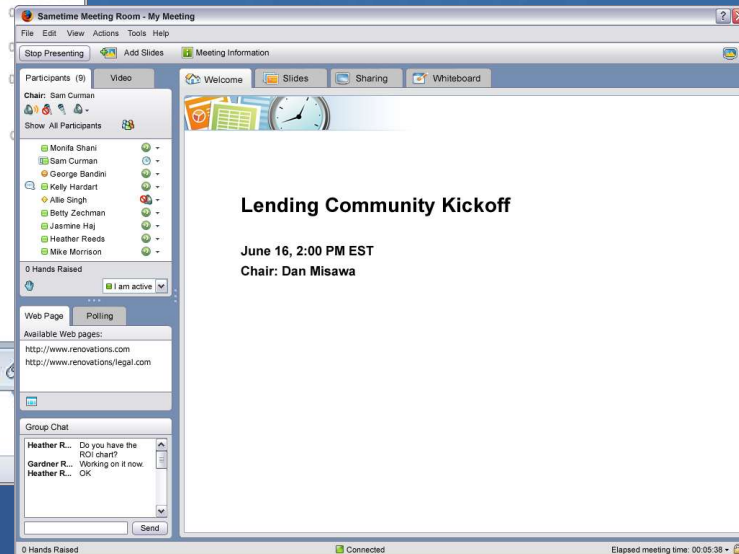 Sametime Meeting Room - My Meeting
File Edit View Actions Tools Help
Stop Presenting Add Slides Meeting Information
Participants (9) Video
Chair: Sam Curman
Show All Participants
Monifa Shani
Sam Curman
George Bandini
Kelly Hardart
Allie Singh
Betty Zechman
Jasmine Haj
Heather Reeds
Mike Morrison
0 Hands Raised
I am active
Web Page Polling
Available Web pages:
http://www.renovations.com
http://www.renovations/legal.com
Group Chat
Heather R... Do you have the
ROI chart?
Gardner R... Working on it now.
Heather R... OK
Send
Welcome Slides Sharing Whiteboard
Lending Community Kickoff
June 16, 2:00 PM EST
Chair: Dan Misawa
0 Hands Raised Connected Elapsed meeting time: 00:05:38